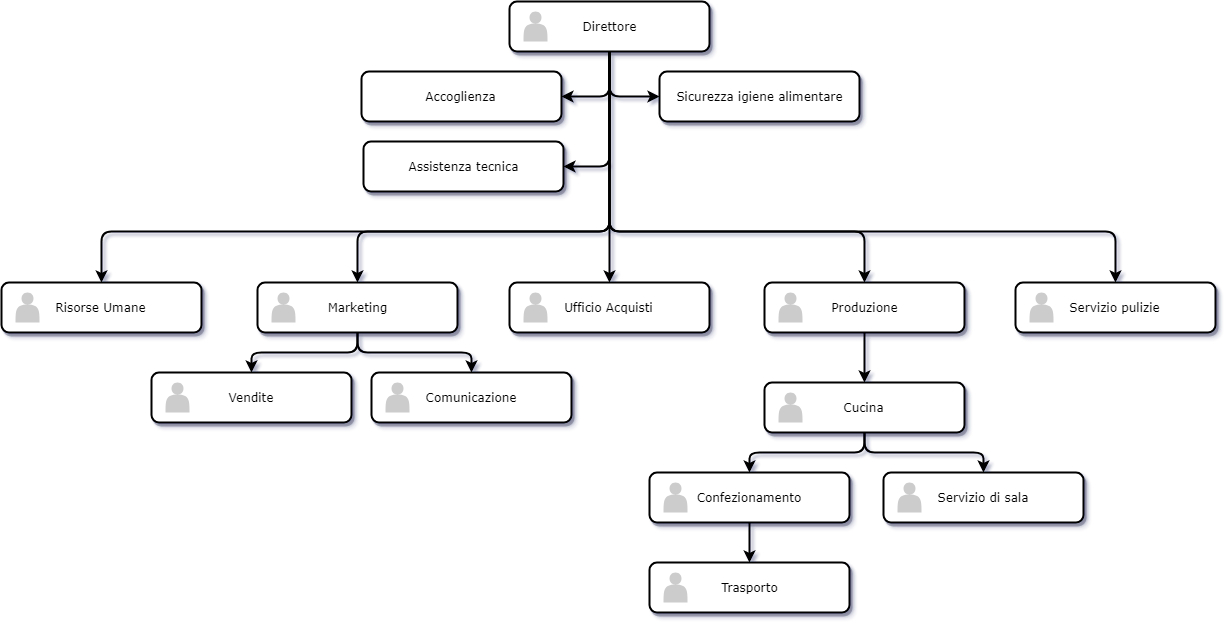 Direttore
Accoglienza
Sicurezza igiene alimentare
Assistenza tecnica
Risorse Umane
Marketing
Ufficio Acquisti
Produzione
Servizio pulizie
Vendite
Comunicazione
Cucina
Confezionamento
Servizio di sala
Trasporto